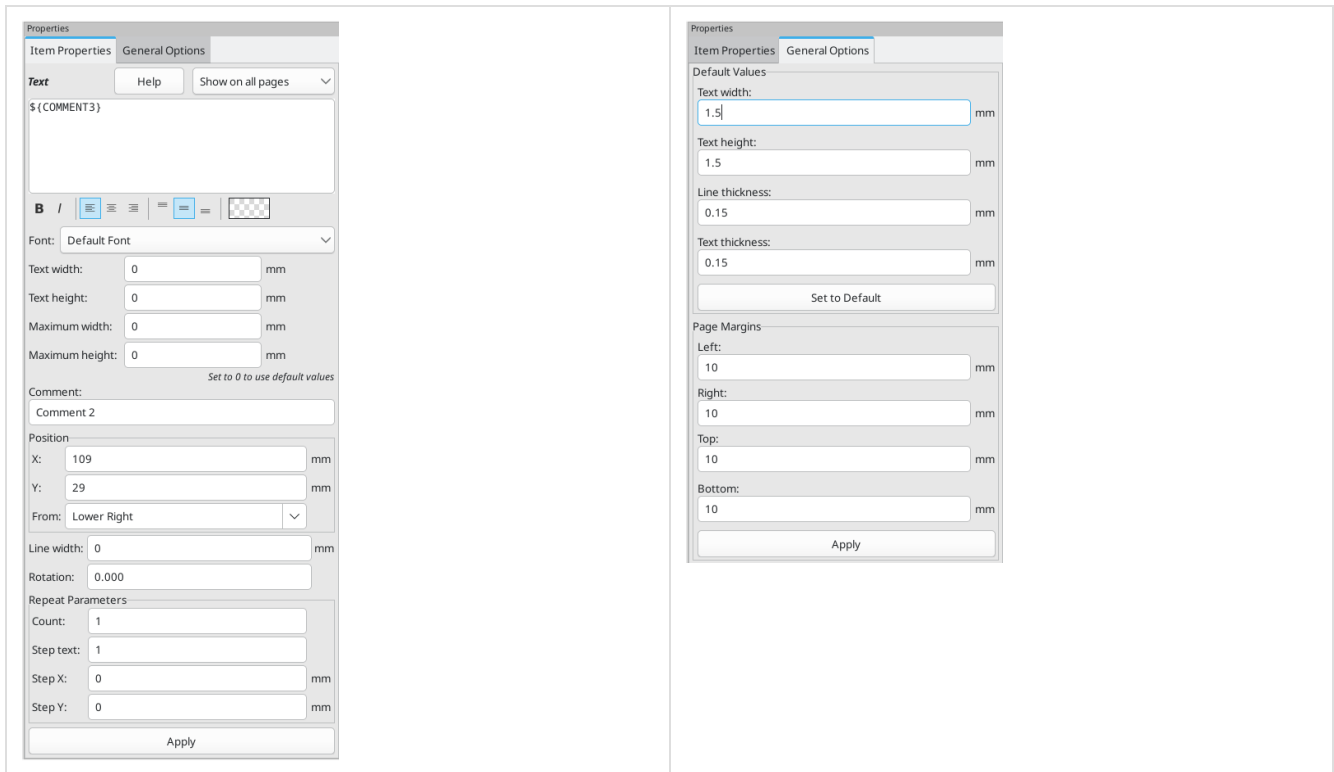 Properties
Item Properties General Options
Text Help Show on all pages
${COMMENT3}
B I
Font: Default Font
Text width: 0 mm
Text height: 0 mm
Maximum width: 0 mm
Maximum height: 0 mm
Set to 0 to use default values
Comment:
Comment 2
Position
X: 109 mm
Y: 29 mm
From: Lower Right
Line width: 0 mm
Rotation: 0.000
Repeat Parameters
Count: 1
Step text: 1
Step X: 0 mm
Step Y: 0 mm
Apply
Properties
Item Properties General Options
Default Values
Text width:
1.5 mm
Text height:
1.5 mm
Line thickness:
0.15 mm
Text thickness:
0.15 mm
Set to Default
Page Margins
Left:
10 mm
Right:
10 mm
Top:
10 mm
Bottom:
10 mm
Apply